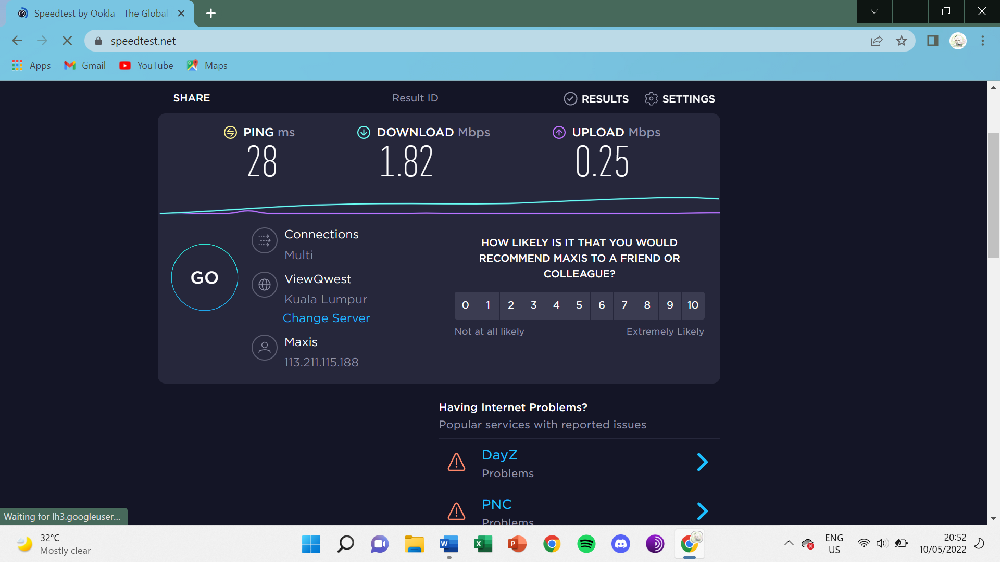 Speedtest by Ookla - The Global
speedtest.net
Apps Gmail YouTube Maps
SHARE Result ID RESULTS SETTINGS
PING ms DOWNLOAD Mbps UPLOAD Mbps
28 1.82 0.25
GO
Connections
Multi
ViewQwest
Kuala Lumpur
Change Server
Maxis
113.211.115.188
HOW LIKELY IS IT THAT YOU WOULD
RECOMMEND MAXIS TO A FRIEND OR
COLLEAGUE?
0 1 2 3 4 5 6 7 8 9 10
Not at all likely Extremely Likely
Having Internet Problems?
Popular services with reported issues
DayZ
Problems
PNC
Problems
Waiting for lh3.googleuser...
32°C
Mostly clear
W
X
P
ENG
US
20:52
10/05/2022